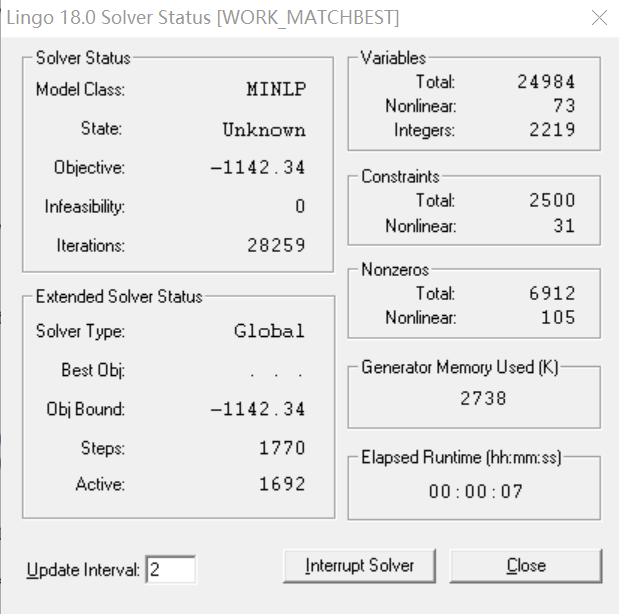 Lingo 18.0 Solver Status [WORK_MATCHBEST]
Solver Status
Model Class: MINLP
State: Unknown
Objective: -1142.34
Infeasibility: 0
Iterations: 28259
Extended Solver Status
Solver Type: Global
Best Obj: . . .
Obj Bound: -1142.34
Steps: 1770
Active: 1692
Update Interval: 2
Variables
Total: 24984
Nonlinear: 73
Integers: 2219
Constraints
Total: 2500
Nonlinear: 31
Nonzeros
Total: 6912
Nonlinear: 105
Generator Memory Used (K)
2738
Elapsed Runtime (hh:mm:ss)
00:00:07
Interrupt Solver
Close